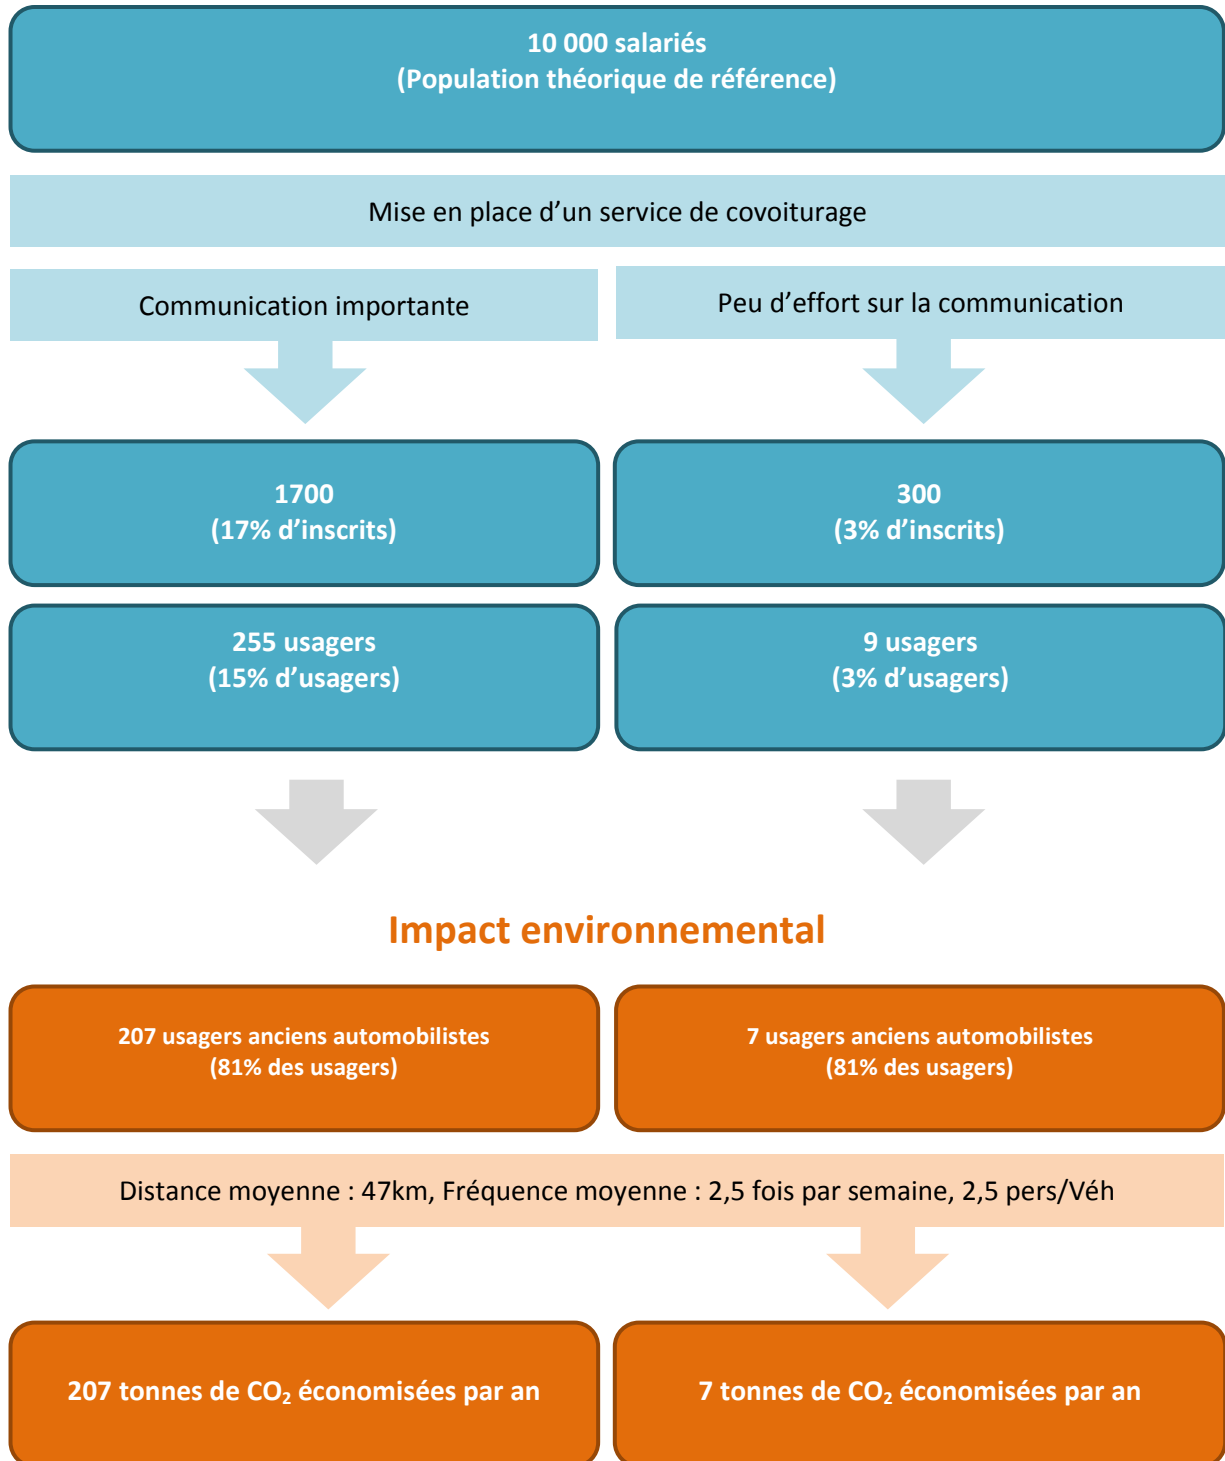 10 000 salariés
(Population théorique de référence)
Mise en place d’un service de covoiturage
Communication importante
Peu d’effort sur la communication
1700
(17% d’inscrits)
300
(3% d’inscrits)
255 usagers
(15% d’usagers)
9 usagers
(3% d’usagers)
Impact environnemental
207 usagers anciens automobilistes
(81% des usagers)
7 usagers anciens automobilistes
(81% des usagers)
Distance moyenne : 47km, Fréquence moyenne : 2,5 fois par semaine, 2,5 pers/Véh
207 tonnes de CO₂ économisées par an
7 tonnes de CO₂ économisées par an